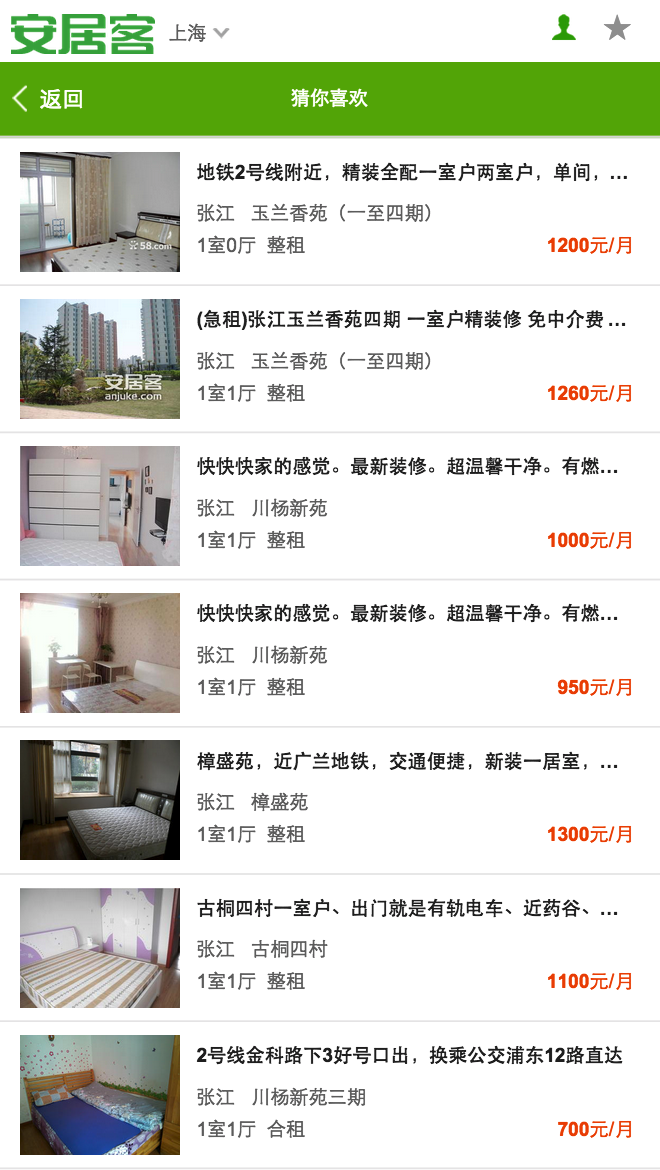 安居客 上海
返回 猜你喜欢
地铁2号线附近，精装全配一室户两室户，单间，...
张江 玉兰香苑（一至四期）
1室0厅 整租 1200元/月
58.com
(急租)张江玉兰香苑四期 一室户精装修 免中介费 ...
张江 玉兰香苑（一至四期）
1室1厅 整租 1260元/月
安居客
anjuke.com
快快快家的感觉。最新装修。超温馨干净。有燃...
张江 川杨新苑
1室1厅 整租 1000元/月
快快快家的感觉。最新装修。超温馨干净。有燃...
张江 川杨新苑
1室1厅 整租 950元/月
樟盛苑，近广兰地铁，交通便捷，新装一居室，...
张江 樟盛苑
1室1厅 整租 1300元/月
古桐四村一室户、出门就是有轨电车、近药谷、...
张江 古桐四村
1室1厅 整租 1100元/月
2号线金科路下3好号口出，换乘公交浦东12路直达
张江 川杨新苑三期
1室1厅 合租 700元/月